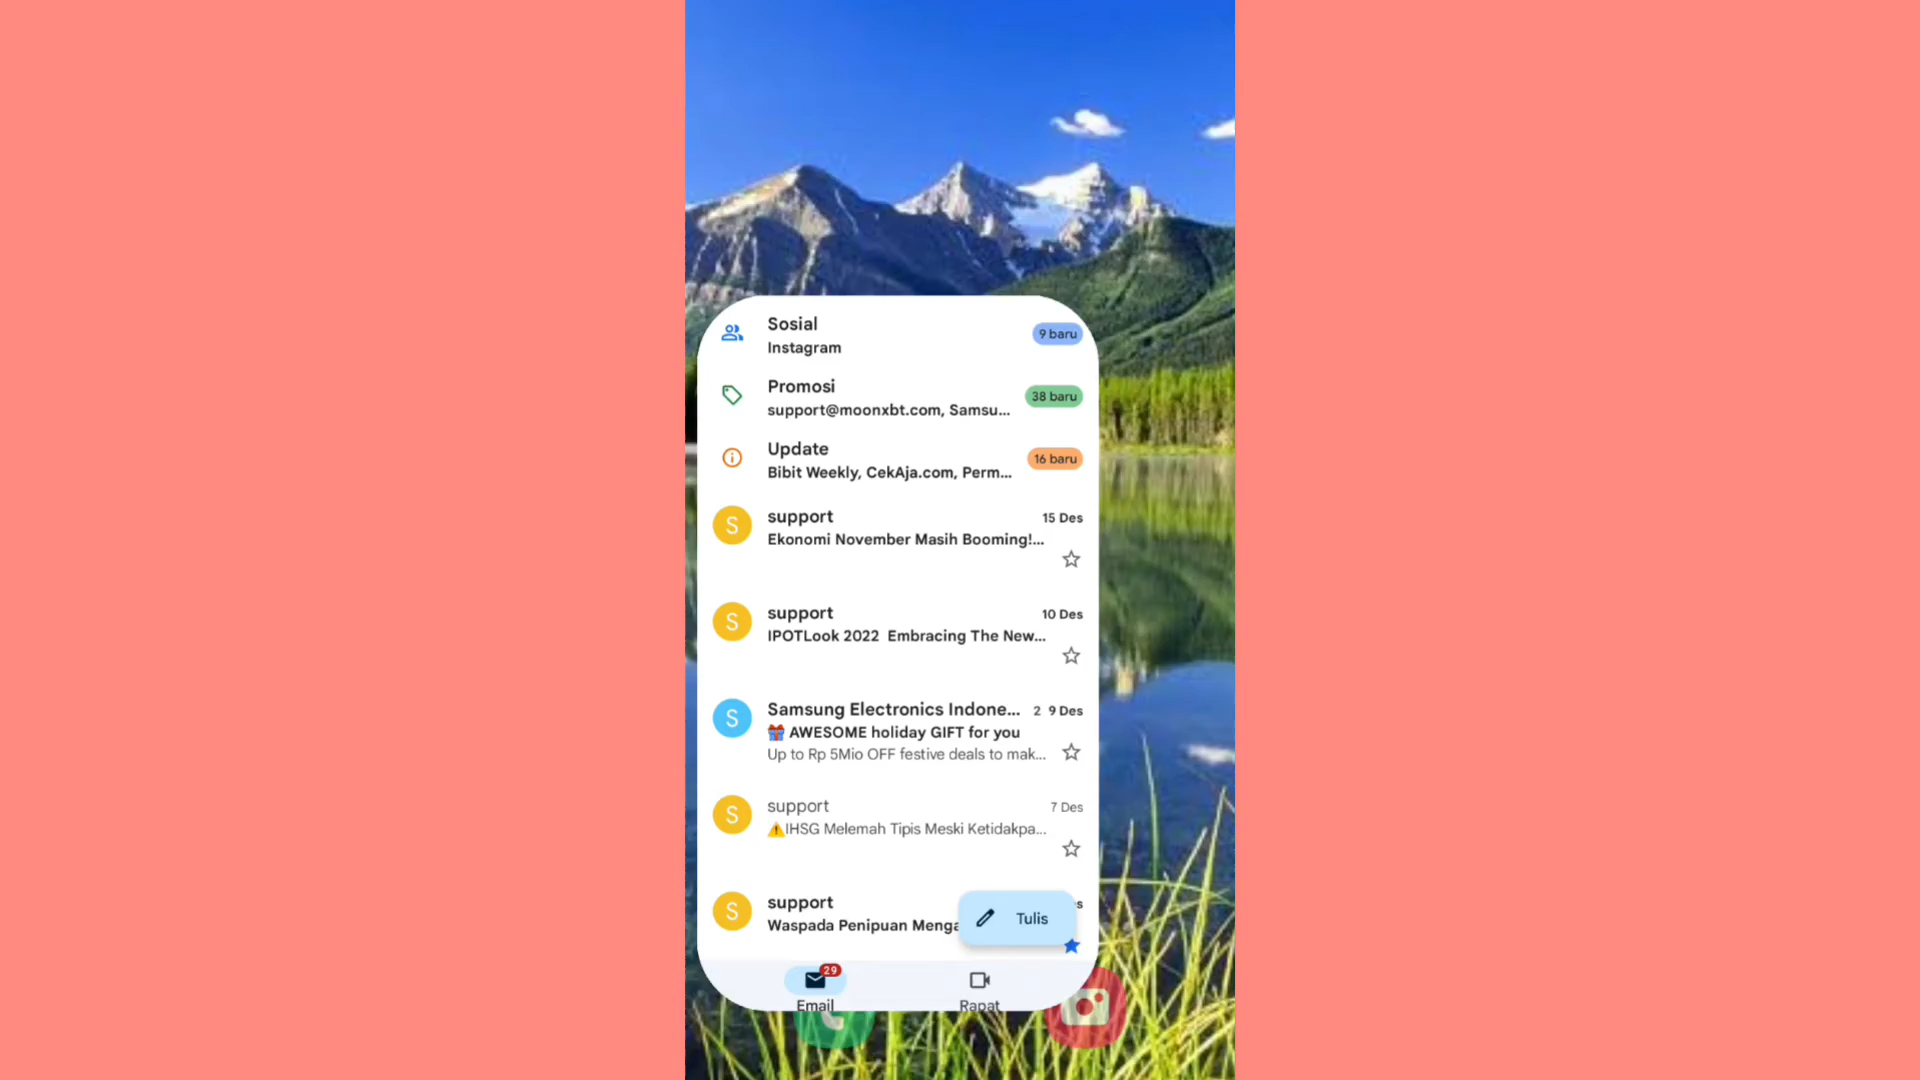 Sosial
9 baru
Instagram
Promosi
38 baru
support@moonxbt.com, Samsu...
Update
16 baru
Bibit Weekly, CekAja.com, Perm...
S
support
15 Des
Ekonomi November Masih Booming!...
S
support
10 Des
IPOTLook 2022 Embracing The New...
S
Samsung Electronics Indone... 2 9 Des
🎁 AWESOME holiday GIFT for you
Up to Rp 5Mio OFF festive deals to mak...
S
support
7 Des
⚠️IHSG Melemah Tipis Meski Ketidakpa...
S
support
Waspada Penipuan Menga
Tulis
29
Email
Rapat